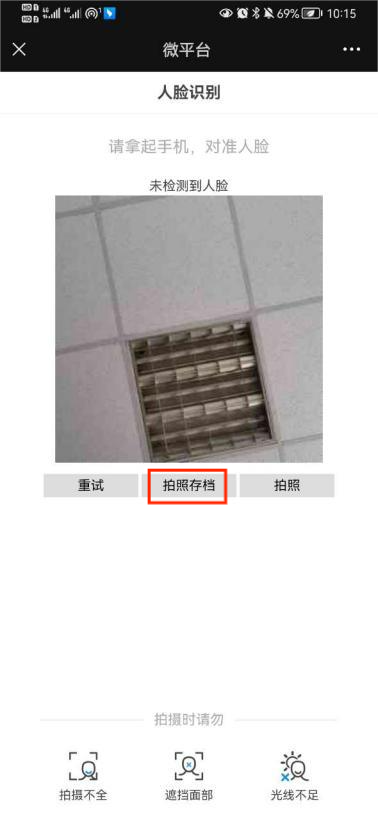 69% 10:15
微平台
人脸识别
请拿起手机，对准人脸
未检测到人脸
重试 拍照存档 拍照
拍摄时请勿
拍摄不全 遮挡面部 光线不足